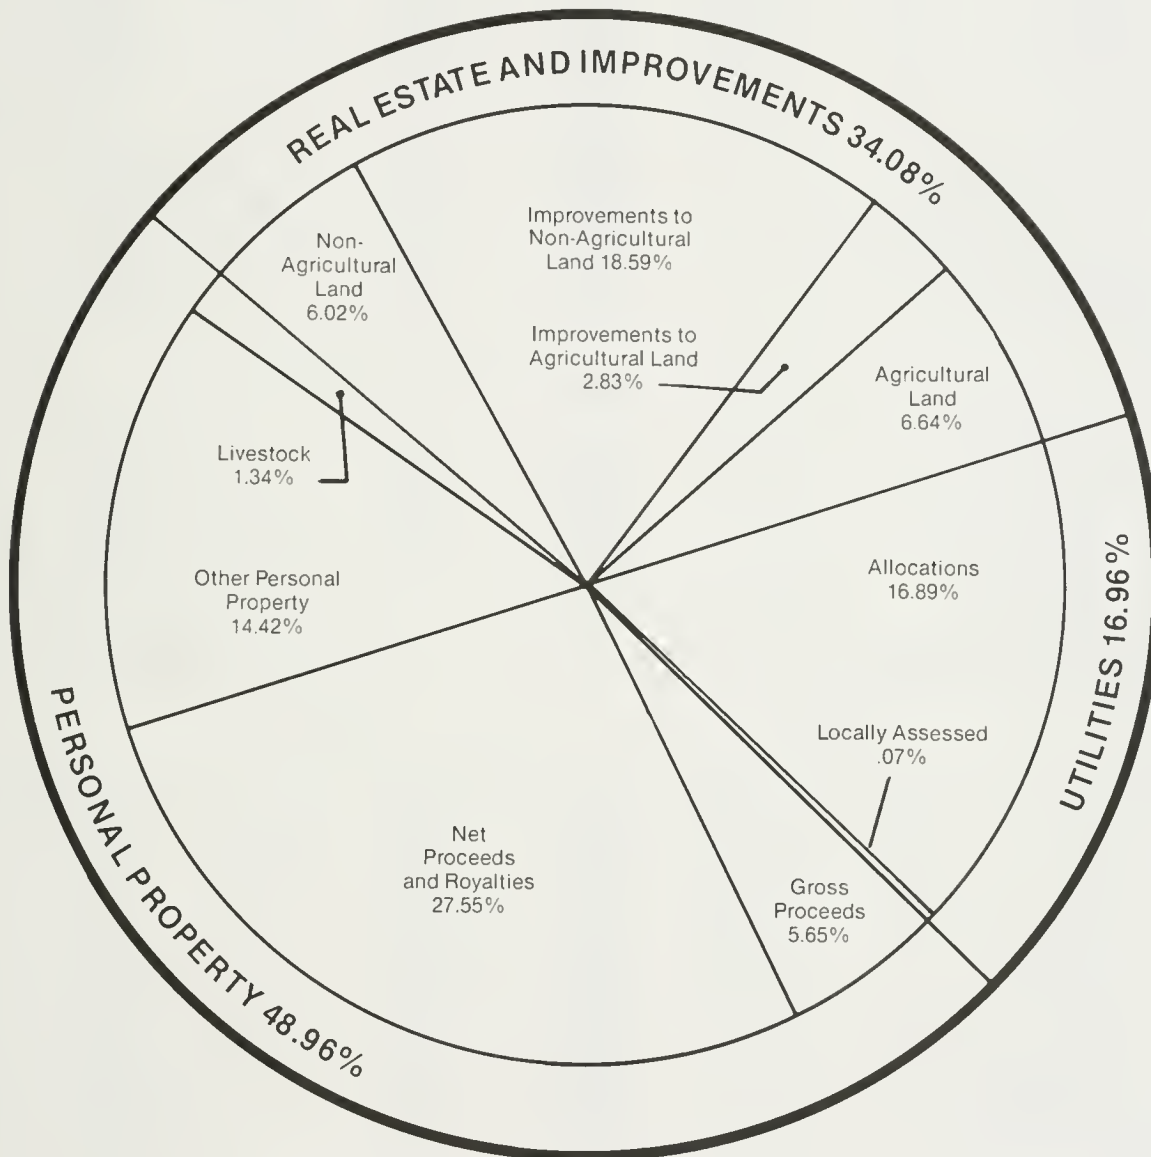 REAL ESTATE AND IMPROVEMENTS 34.08%
Non-
Agricultural
Land
6.02%
Improvements to
Non-Agricultural
Land 18.59%
Improvements to
Agricultural Land
2.83%
Agricultural
Land
6.64%
Livestock
1.34%
Other Personal
Property
14.42%
Allocations
16.89%
UTILITIES 16.96%
Locally Assessed
.07%
Net
Proceeds
and Royalties
27.55%
Gross
Proceeds
5.65%
PERSONAL PROPERTY 48.96%